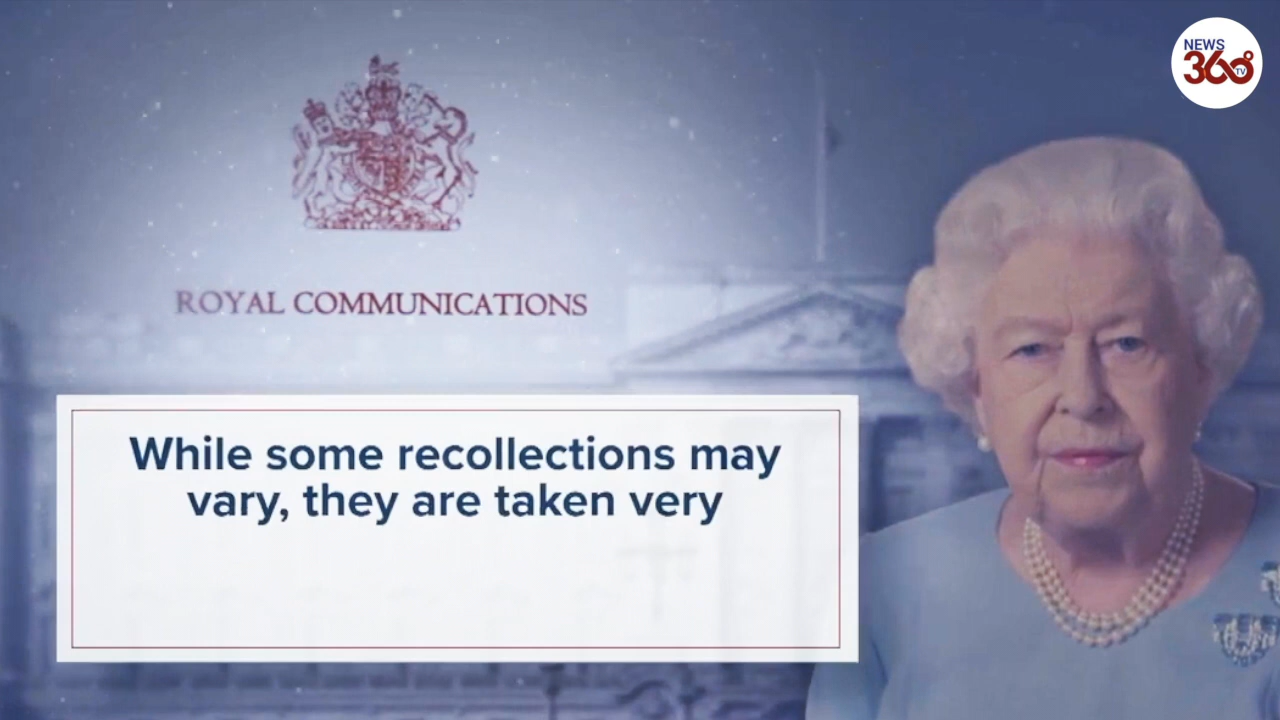 NEWS
360°
TV
ROYAL COMMUNICATIONS
While some recollections may
vary, they are taken very